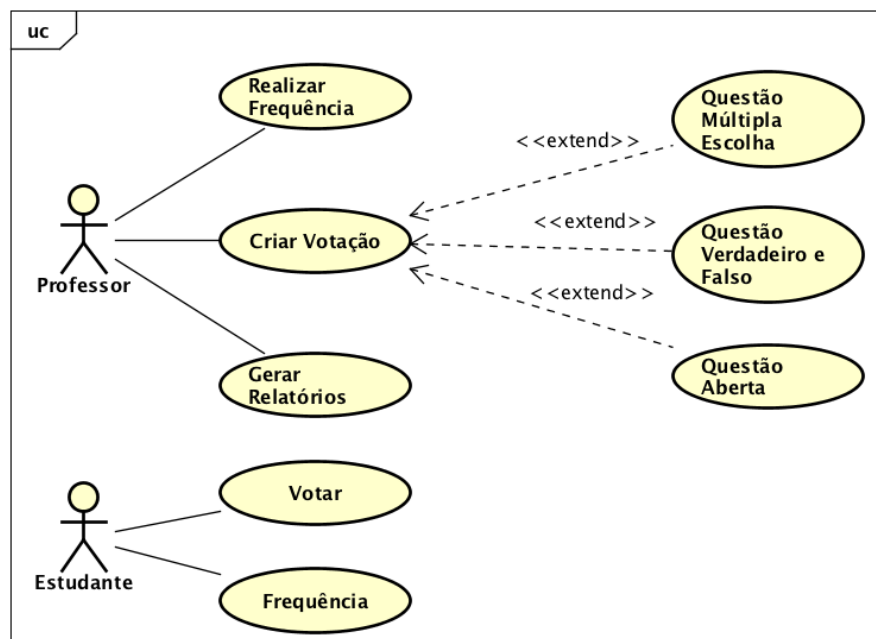 uc
Realizar
Frequência
Questão
Múltipla
Escolha
<<extend>>
Criar Votação
<<extend>>
Questão
Verdadeiro e
Falso
Professor
<<extend>>
Gerar
Relatórios
Questão
Aberta
Votar
Estudante
Frequência